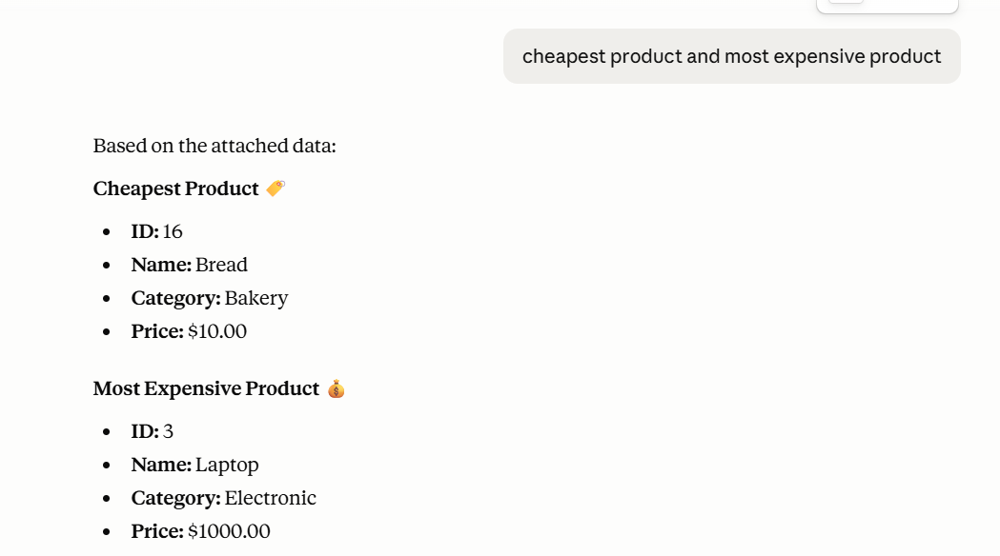 cheapest product and most expensive product
Based on the attached data:
Cheapest Product 🏷️
• ID: 16
• Name: Bread
• Category: Bakery
• Price: $10.00
Most Expensive Product 💰
• ID: 3
• Name: Laptop
• Category: Electronic
• Price: $1000.00